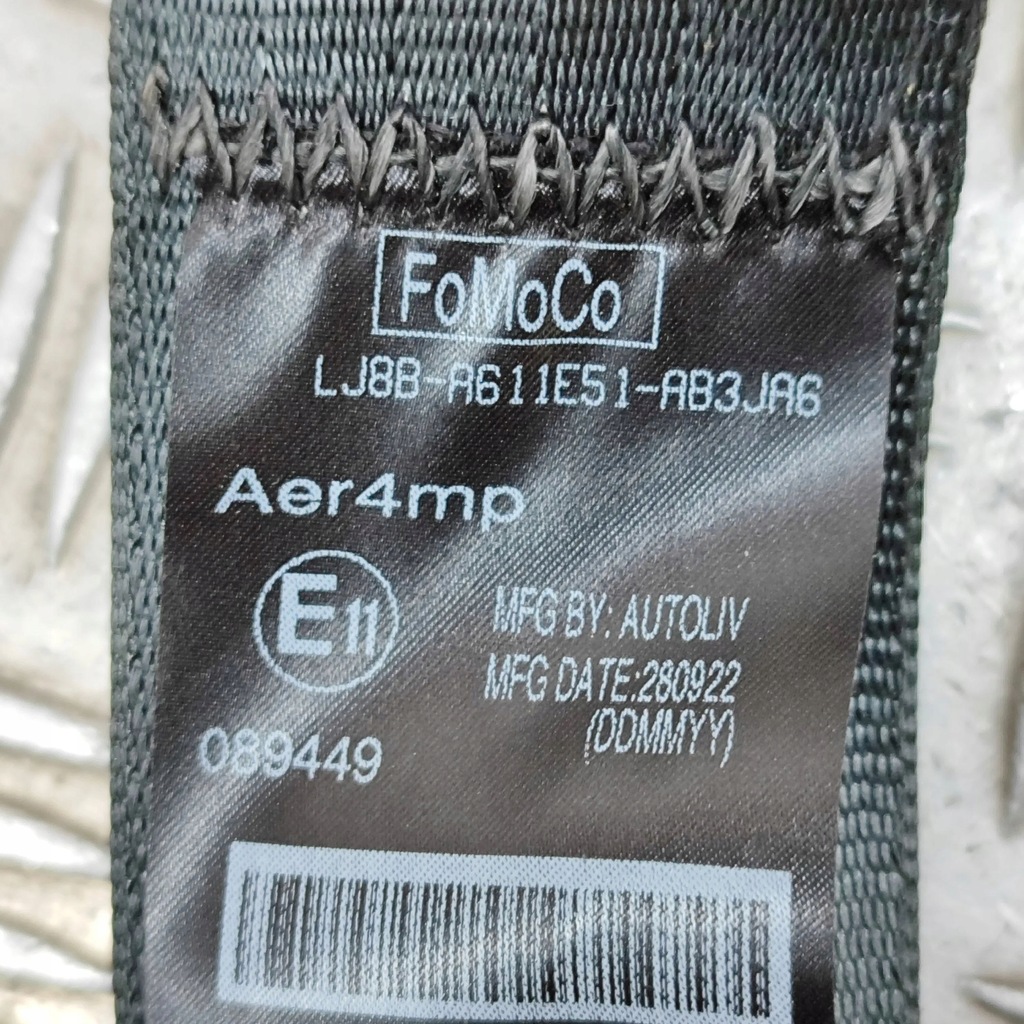 FoMoCo
LJ8B-A611E51-AB3JA6
Aer4mp
E11
MFG BY: AUTOLIV
MFG DATE:280922
(DDMMYY)
089449